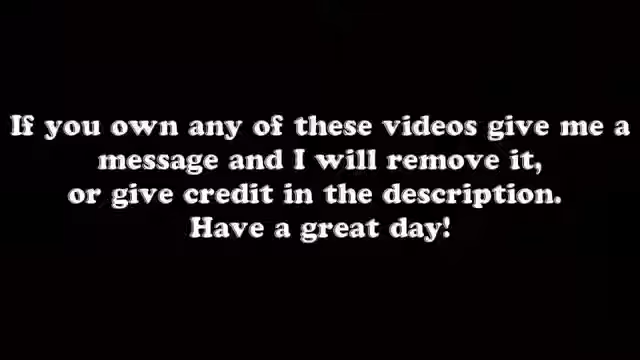 If you own any of these videos give me a
message and I will remove it,
or give credit in the description.
Have a great day!